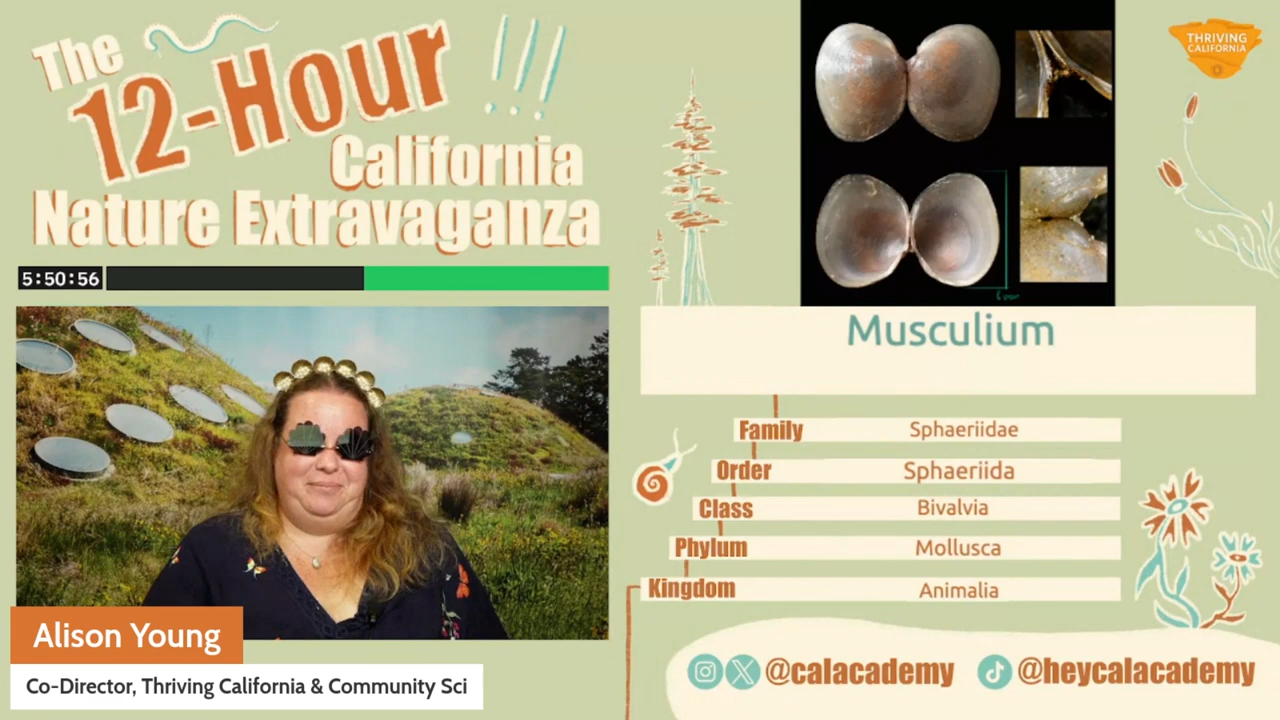 The
12-Hour
!!!
California
Nature Extravaganza
5:50:56
THRIVING
CALIFORNIA
Musculium
Family Sphaeriidae
Order Sphaeriida
Class Bivalvia
Phylum Mollusca
Kingdom Animalia
Alison Young
Co-Director, Thriving California & Community Sci
@calacademy @heycalacademy